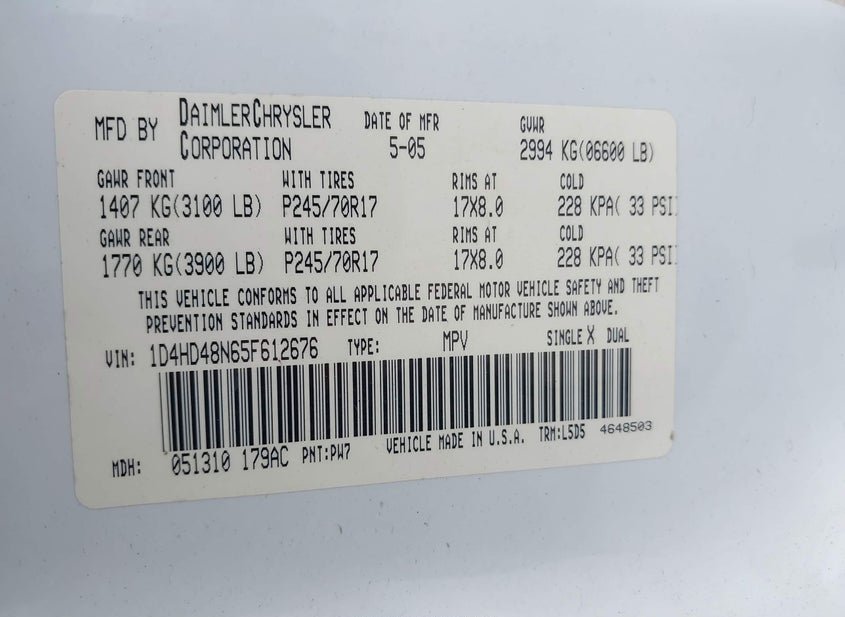 MFD BY DAIMLERCHRYSLER CORPORATION DATE OF MFR 5-05 GVWR 2994 KG(06600 LB)
GAWR FRONT WITH TIRES RIMS AT COLD
1407 KG(3100 LB) P245/70R17 17X8.0 228 KPA( 33 PSI)
GAWR REAR WITH TIRES RIMS AT COLD
1770 KG(3900 LB) P245/70R17 17X8.0 228 KPA( 33 PSI)
THIS VEHICLE CONFORMS TO ALL APPLICABLE FEDERAL MOTOR VEHICLE SAFETY AND THEFT
PREVENTION STANDARDS IN EFFECT ON THE DATE OF MANUFACTURE SHOWN ABOVE.
VIN: 1D4HD48N65F612676 TYPE: MPV SINGLE X DUAL
MDH: 051310 179AC PNT:PW7 VEHICLE MADE IN U.S.A. TRM:L5D5 4648503